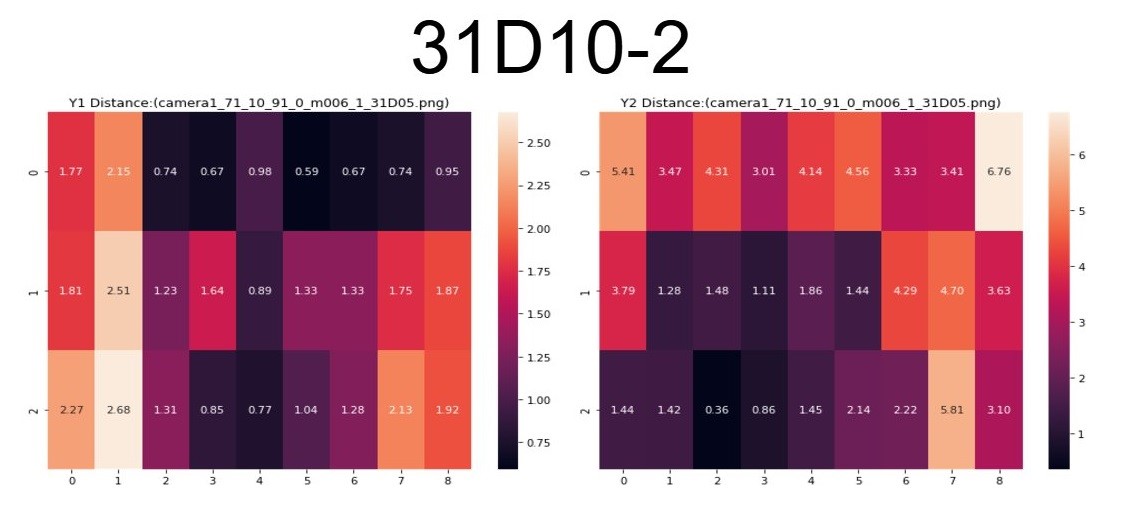 31D10-2
Y1 Distance:(camera1_71_10_91_0_m006_1_31D05.png)
0 1.77 2.15 0.74 0.67 0.98 0.59 0.67 0.74 0.95
1 1.81 2.51 1.23 1.64 0.89 1.33 1.33 1.75 1.87
2 2.27 2.68 1.31 0.85 0.77 1.04 1.28 2.13 1.92
0 1 2 3 4 5 6 7 8
2.50
2.25
2.00
1.75
1.50
1.25
1.00
0.75
Y2 Distance:(camera1_71_10_91_0_m006_1_31D05.png)
0 5.41 3.47 4.31 3.01 4.14 4.56 3.33 3.41 6.76
1 3.79 1.28 1.48 1.11 1.86 1.44 4.29 4.70 3.63
2 1.44 1.42 0.36 0.86 1.45 2.14 2.22 5.81 3.10
0 1 2 3 4 5 6 7 8
6
5
4
3
2
1